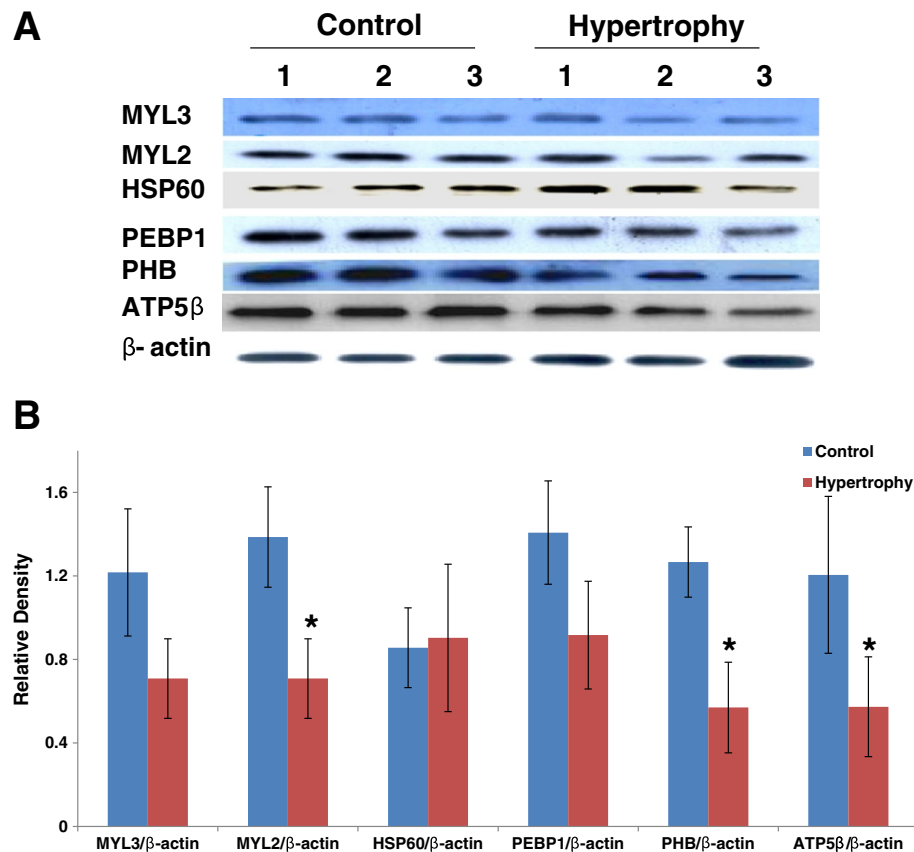 A
Control Hypertrophy
1 2 3 1 2 3
MYL3
MYL2
HSP60
PEBP1
PHB
ATP5β
β- actin
B
Control
Hypertrophy
Relative Density
1.6
1.2
0.8
0.4
0
* * *
MYL3/β-actin MYL2/β-actin HSP60/β-actin PEBP1/β-actin PHB/β-actin ATP5β/β-actin